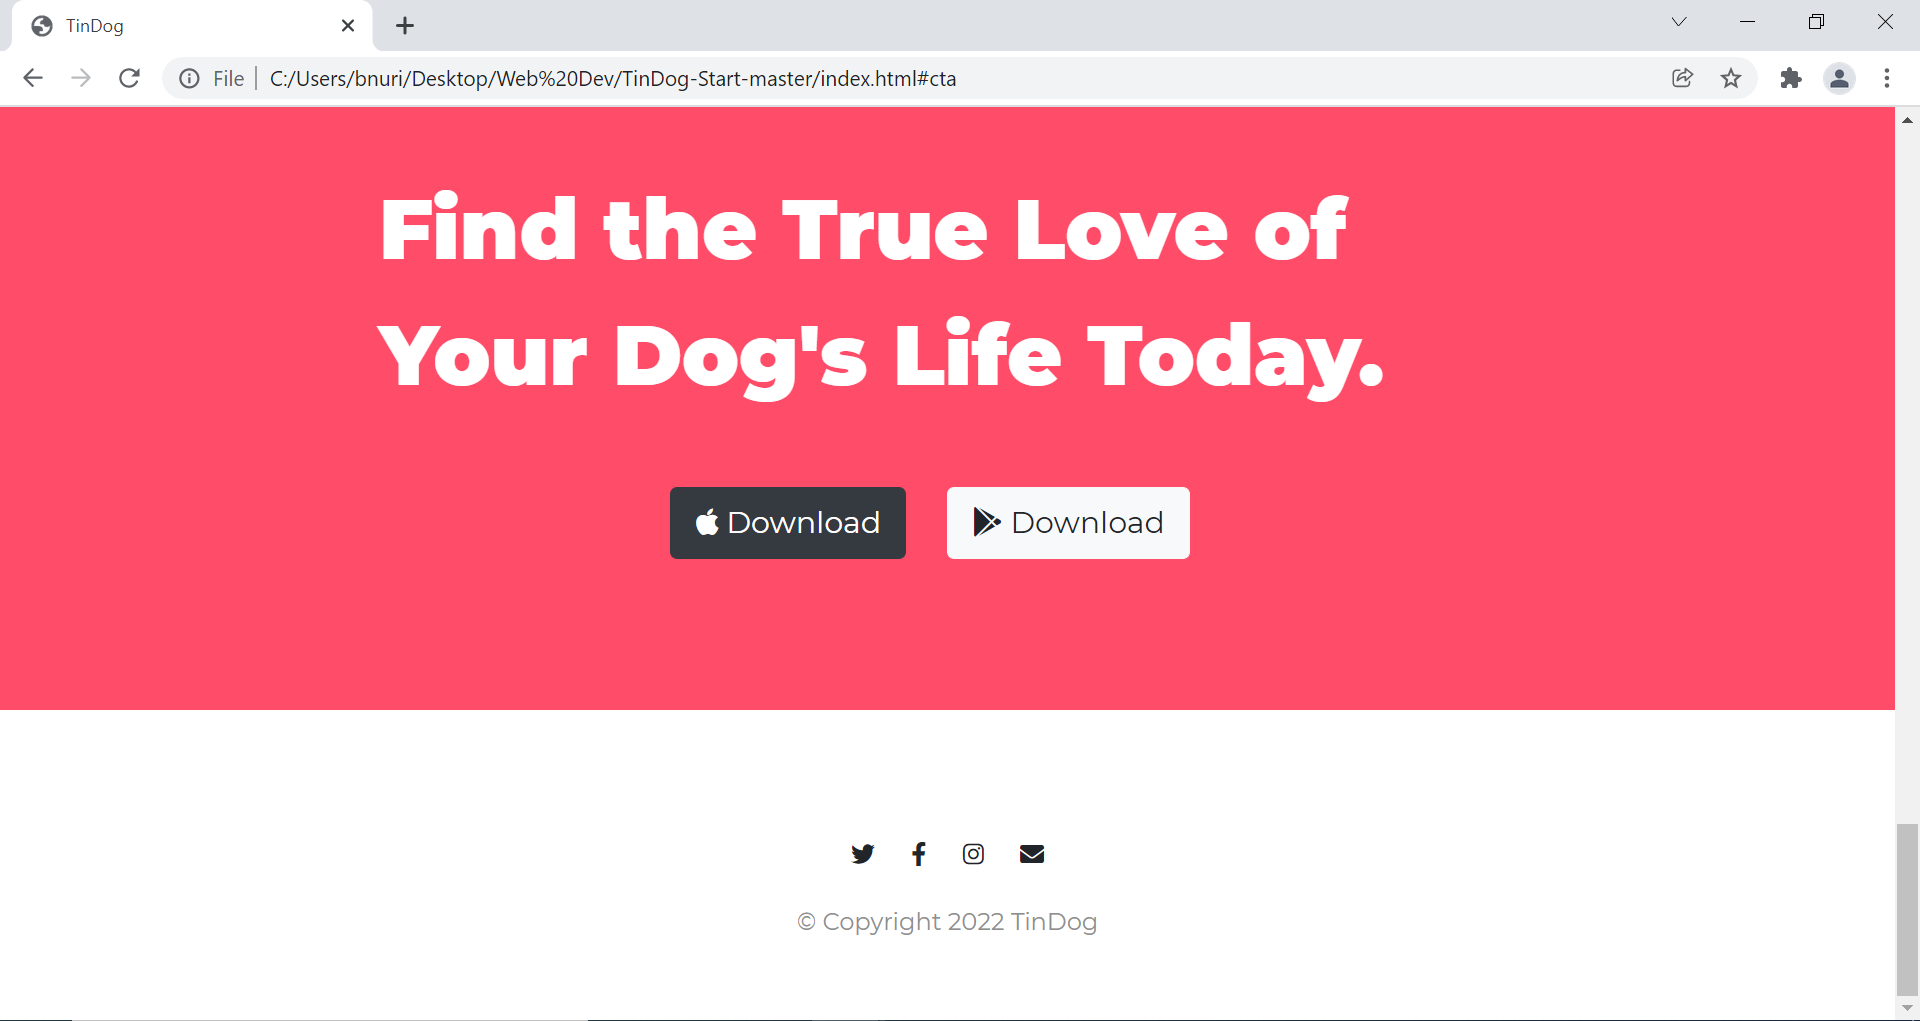 TinDog
File
C:/Users/bnuri/Desktop/Web%20Dev/TinDog-Start-master/index.html#cta
Find the True Love of
Your Dog's Life Today.
Download
Download
© Copyright 2022 TinDog